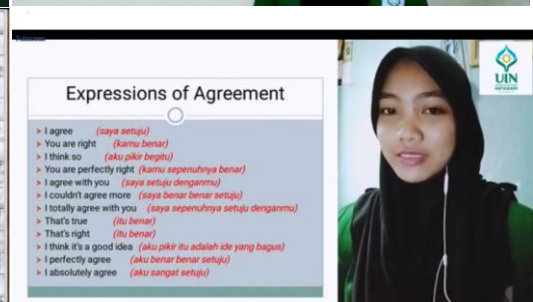 Expressions of Agreement
➤ I agree (saya setuju)
➤ You are right (kamu benar)
➤ I think so (aku pikir begitu)
➤ You are perfectly right (kamu sepenuhnya benar)
➤ I agree with you (saya setuju denganmu)
➤ I couldn't agree more (saya benar benar setuju)
➤ I totally agree with you (saya sepenuhnya setuju denganmu)
➤ That's true (itu benar)
➤ That's right (itu benar)
➤ I think it's a good idea (aku pikir itu adalah ide yang bagus)
➤ I perfectly agree (aku benar benar setuju)
➤ I absolutely agree (aku sangat setuju)
UIN
ANTASARI